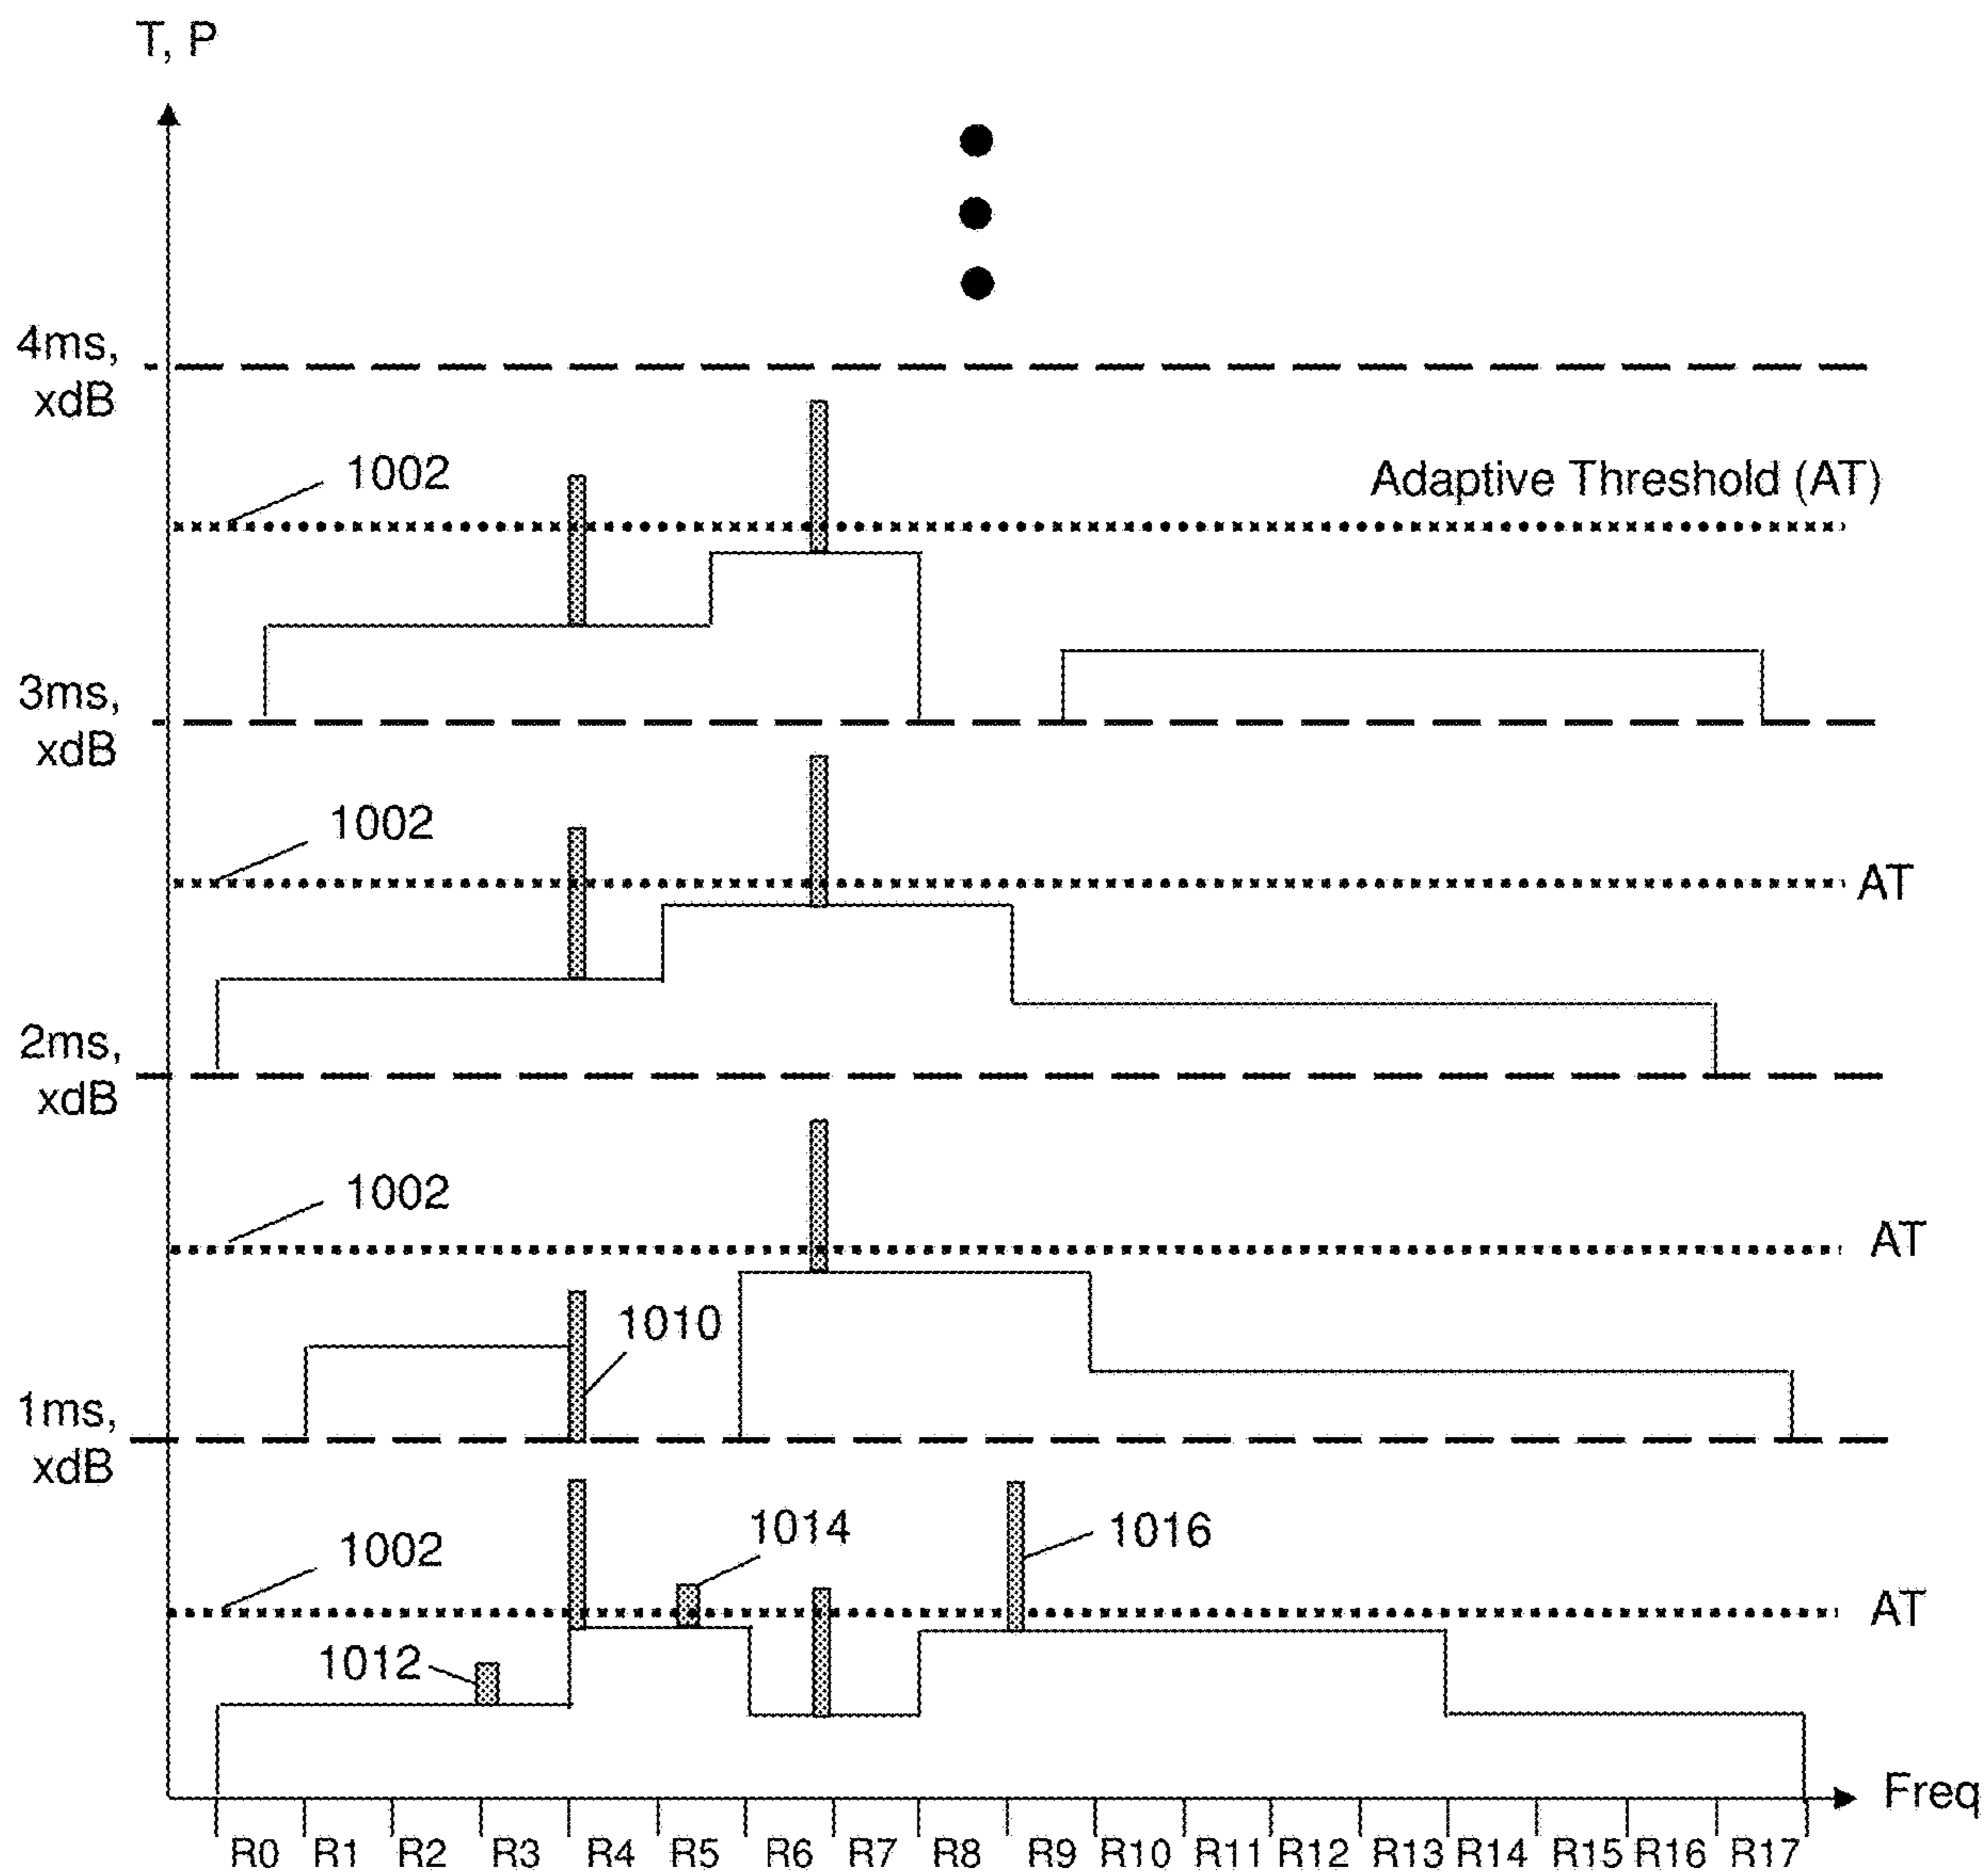 T, P
4ms,
xdB
1002
Adaptive Threshold (AT)
3ms,
xdB
1002
AT
2ms,
xdB
1002
AT
1010
1ms,
xdB
1002
1014
1016
AT
1012
Freq
R0 R1 R2 R3 R4 R5 R6 R7 R8 R9 R10 R11 R12 R13 R14 R15 R16 R17